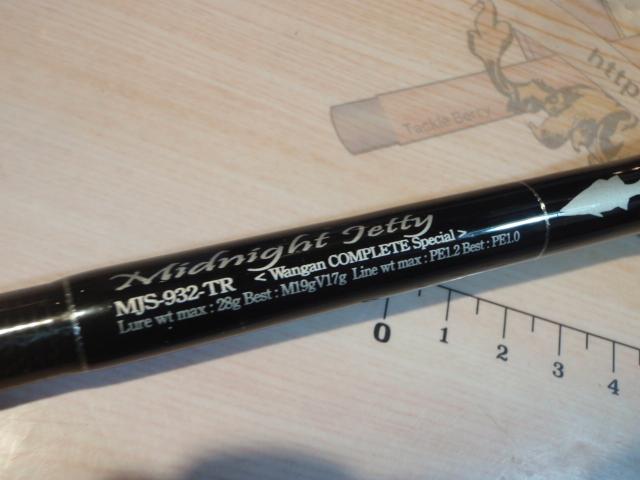 http
Tackle Berry
Midnight Jetty
< Wangan COMPLETE Special >
MJS-932-TR
Lure wt max : 28g Best : M19gV17g Line wt max : PE1.2 Best : PE1.0
0 1 2 3 4